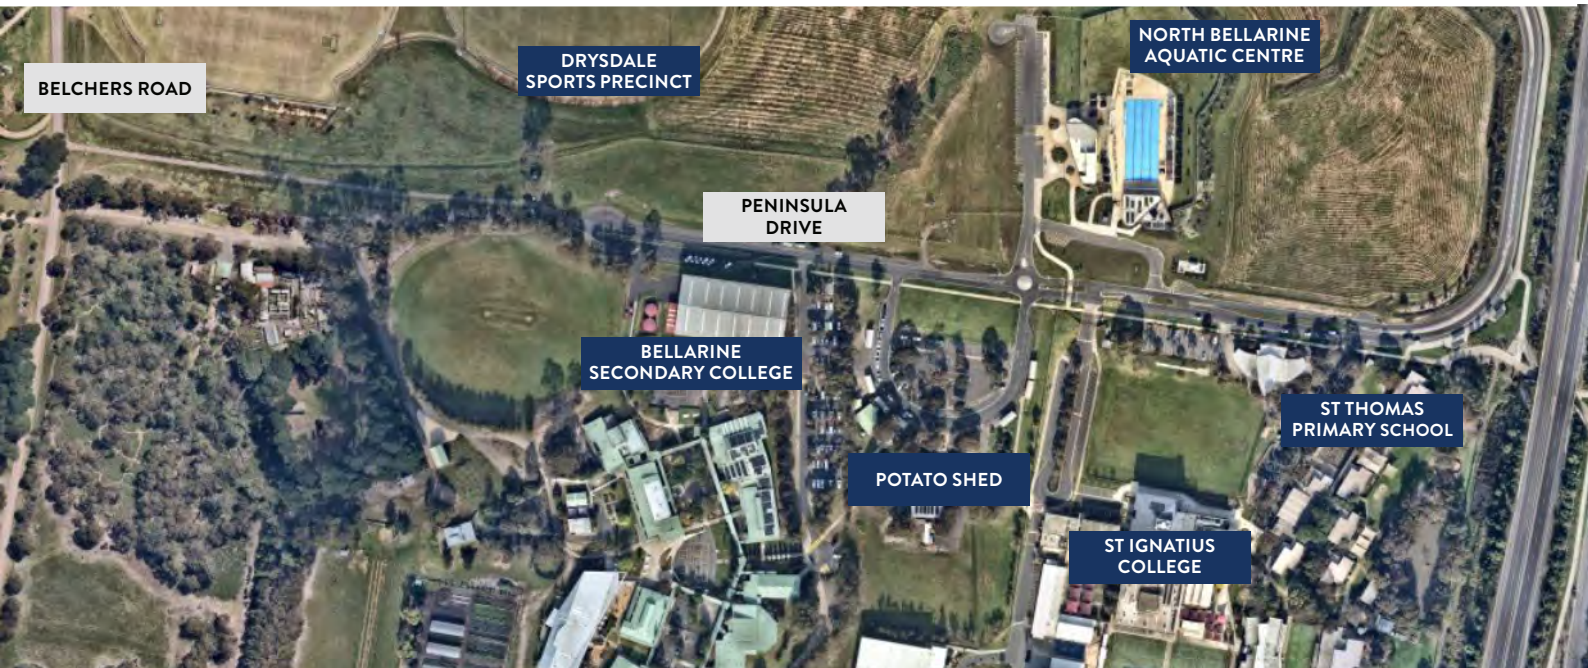 NORTH BELLARINE
AQUATIC CENTRE
DRYSDALE
SPORTS PRECINCT
BELCHERS ROAD
PENINSULA
DRIVE
BELLARINE
SECONDARY COLLEGE
ST THOMAS
PRIMARY SCHOOL
POTATO SHED
ST IGNATIUS
COLLEGE